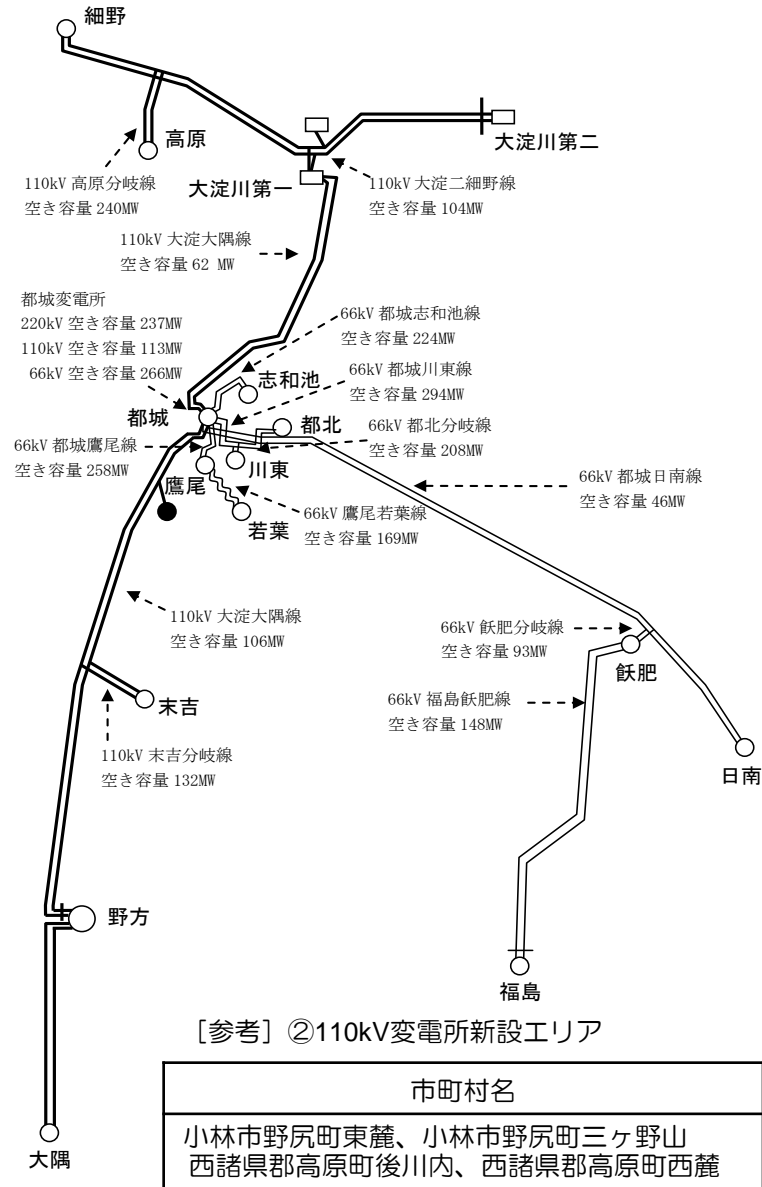 細野
高原
大淀川第二
大淀川第一
110kV 高原分岐線
空き容量 240MW
110kV 大淀二細野線
空き容量 104MW
110kV 大淀大隅線
空き容量 62 MW
都城変電所
220kV 空き容量 237MW
110kV 空き容量 113MW
66kV 空き容量 266MW
66kV 都城志和池線
空き容量 224MW
志和池
66kV 都城川東線
空き容量 294MW
都城
都北
66kV 都北分岐線
空き容量 208MW
66kV 都城鷹尾線
空き容量 258MW
川東
鷹尾
66kV 都城日南線
空き容量 46MW
若葉
66kV 鷹尾若葉線
空き容量 169MW
110kV 大淀大隅線
空き容量 106MW
66kV 飫肥分岐線
空き容量 93MW
飫肥
66kV 福島飫肥線
空き容量 148MW
末吉
110kV 末吉分岐線
空き容量 132MW
日南
野方
福島
[参考] ②110kV変電所新設エリア
市町村名
小林市野尻町東麓、小林市野尻町三ヶ野山
西諸県郡高原町後川内、西諸県郡高原町西麓
大隅